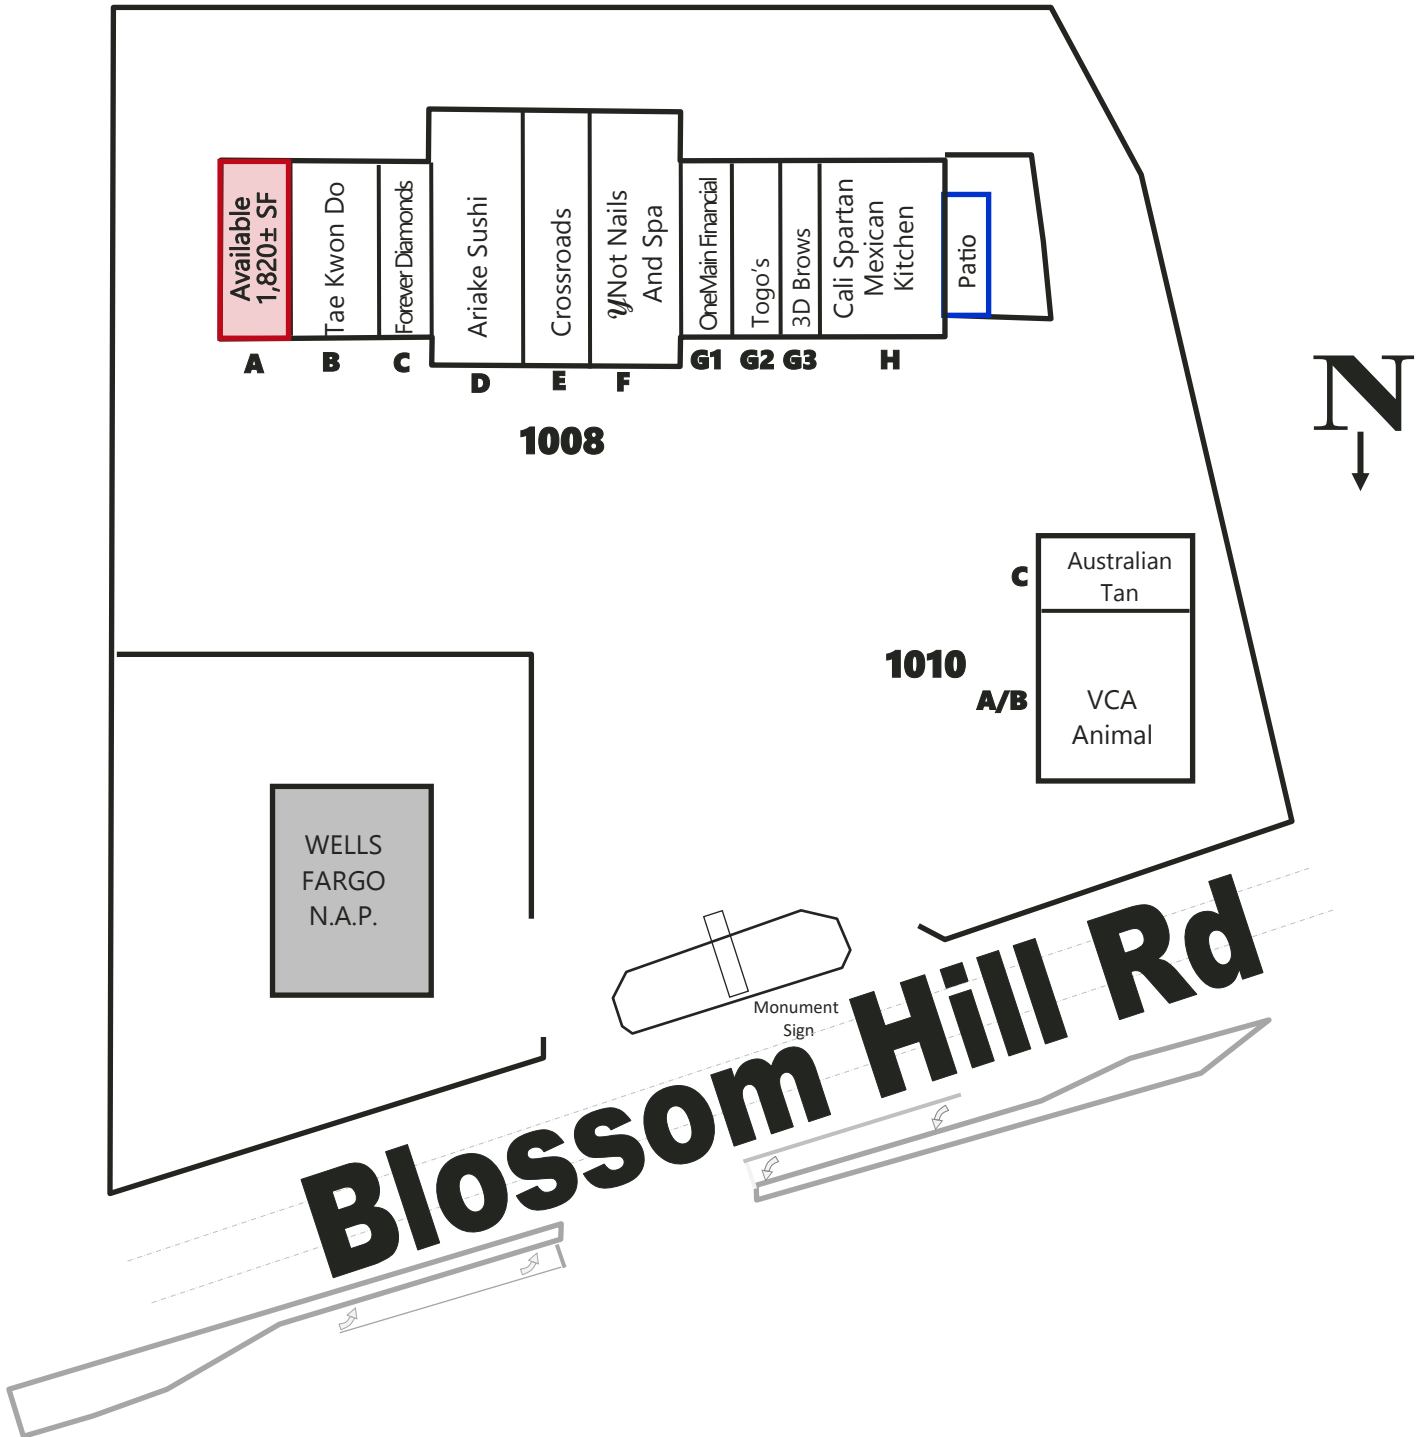 Available
1,820± SF
Tae Kwon Do
Forever Diamonds
Ariake Sushi
Crossroads
yNot Nails
And Spa
OneMain Financial
Togo's
3D Brows
Cali Spartan
Mexican
Kitchen
Patio
A
B
C
D
E
F
G1
G2
G3
H
1008
N
Australian
Tan
C
1010
A/B
VCA
Animal
WELLS
FARGO
N.A.P.
Monument
Sign
Blossom Hill Rd